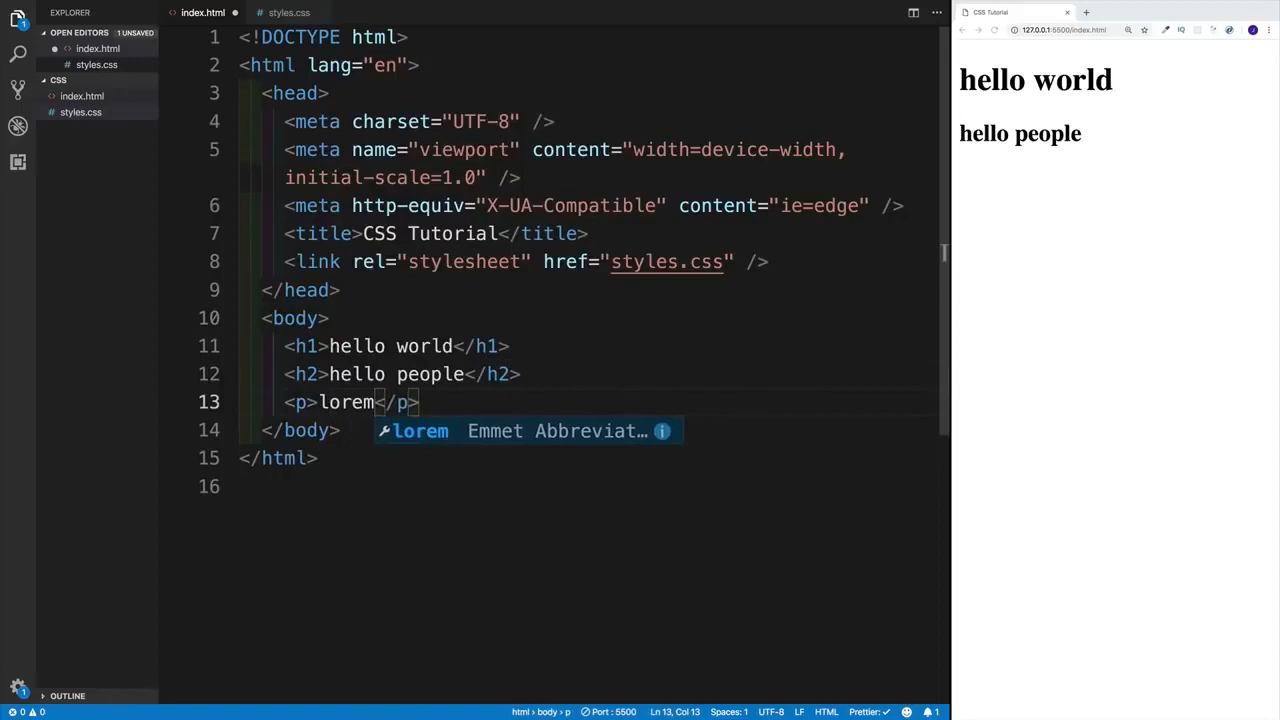 EXPLORER
OPEN EDITORS 1 UNSAVED
index.html
styles.css
CSS
index.html
styles.css
OUTLINE
index.html
styles.css
1 <!DOCTYPE html>
2 <html lang="en">
3 <head>
4 <meta charset="UTF-8" />
5 <meta name="viewport" content="width=device-width,
initial-scale=1.0" />
6 <meta http-equiv="X-UA-Compatible" content="ie=edge" />
7 <title>CSS Tutorial</title>
8 <link rel="stylesheet" href="styles.css" />
9 </head>
10 <body>
11 <h1>hello world</h1>
12 <h2>hello people</h2>
13 <p>lorem</p>
lorem Emmet Abbreviat…
14 </body>
15 </html>
16
CSS Tutorial
127.0.0.1:5500/index.html
hello world
hello people
0 0
html › body › p
Port : 5500
Ln 13, Col 13
Spaces: 1
UTF-8
LF
HTML
Prettier: ✓
1